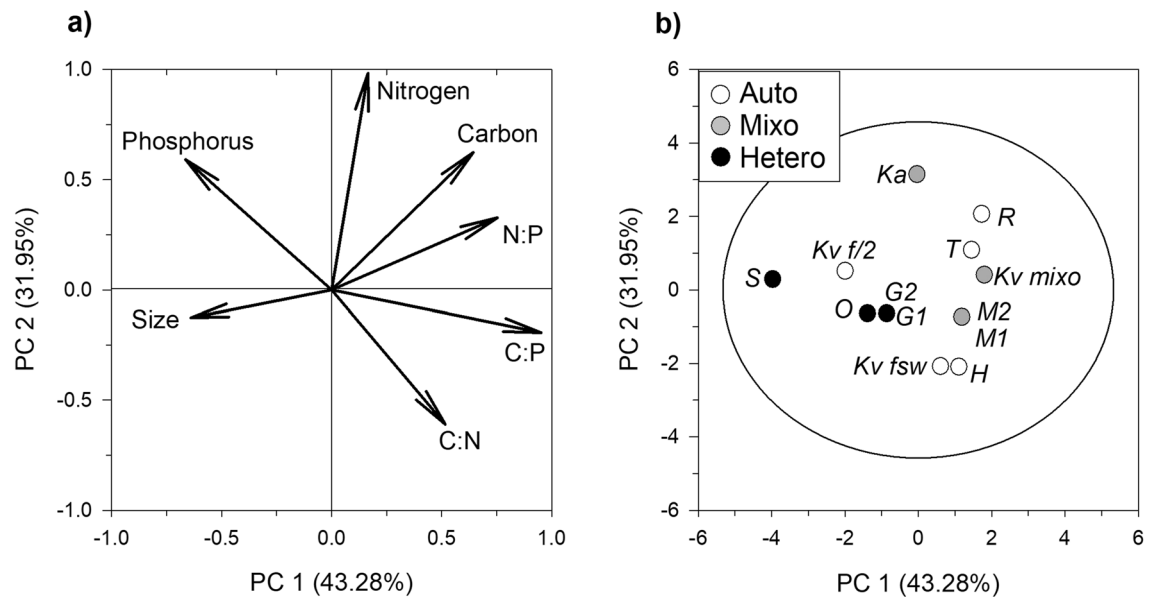 a)
1.0
0.5
0.0
-0.5
-1.0
PC 2 (31.95%)
Nitrogen
Phosphorus
Carbon
N:P
Size
C:P
C:N
-1.0
-0.5
0.0
0.5
1.0
PC 1 (43.28%)
b)
6
4
2
0
-2
-4
-6
PC 2 (31.95%)
Auto
Mixo
Hetero
Ka
R
T
Kv f/2
S
Kv mixo
G2
O
G1
M2
M1
Kv fsw
H
-6
-4
-2
0
2
4
6
PC 1 (43.28%)